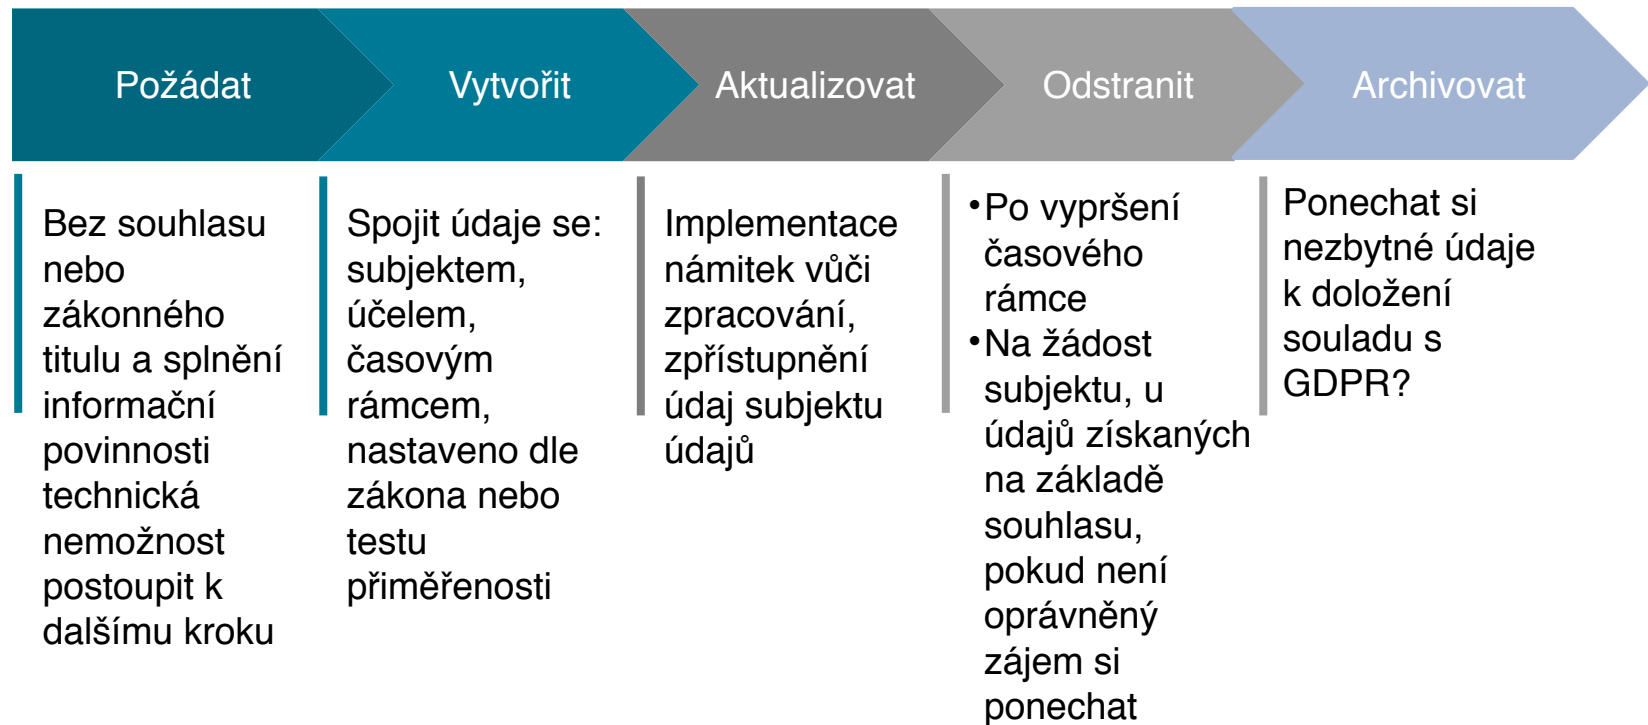 Požádat
Vytvořit
Aktualizovat
Odstranit
Archivovat
Bez souhlasu
nebo
zákonného
titulu a splnění
informační
povinnosti
technická
nemožnost
postoupit k
dalšímu kroku
Spojit údaje se:
subjektem,
účelem,
časovým
rámcem,
nastaveno dle
zákona nebo
testu
přiměřenosti
Implementace
námitek vůči
zpracování,
zpřístupnění
údaj subjektu
údajů
•Po vypršení
časového
rámce
•Na žádost
subjektu, u
údajů získaných
na základě
souhlasu,
pokud není
oprávněný
zájem si
ponechat
Ponechat si
nezbytné údaje
k doložení
souladu s
GDPR?